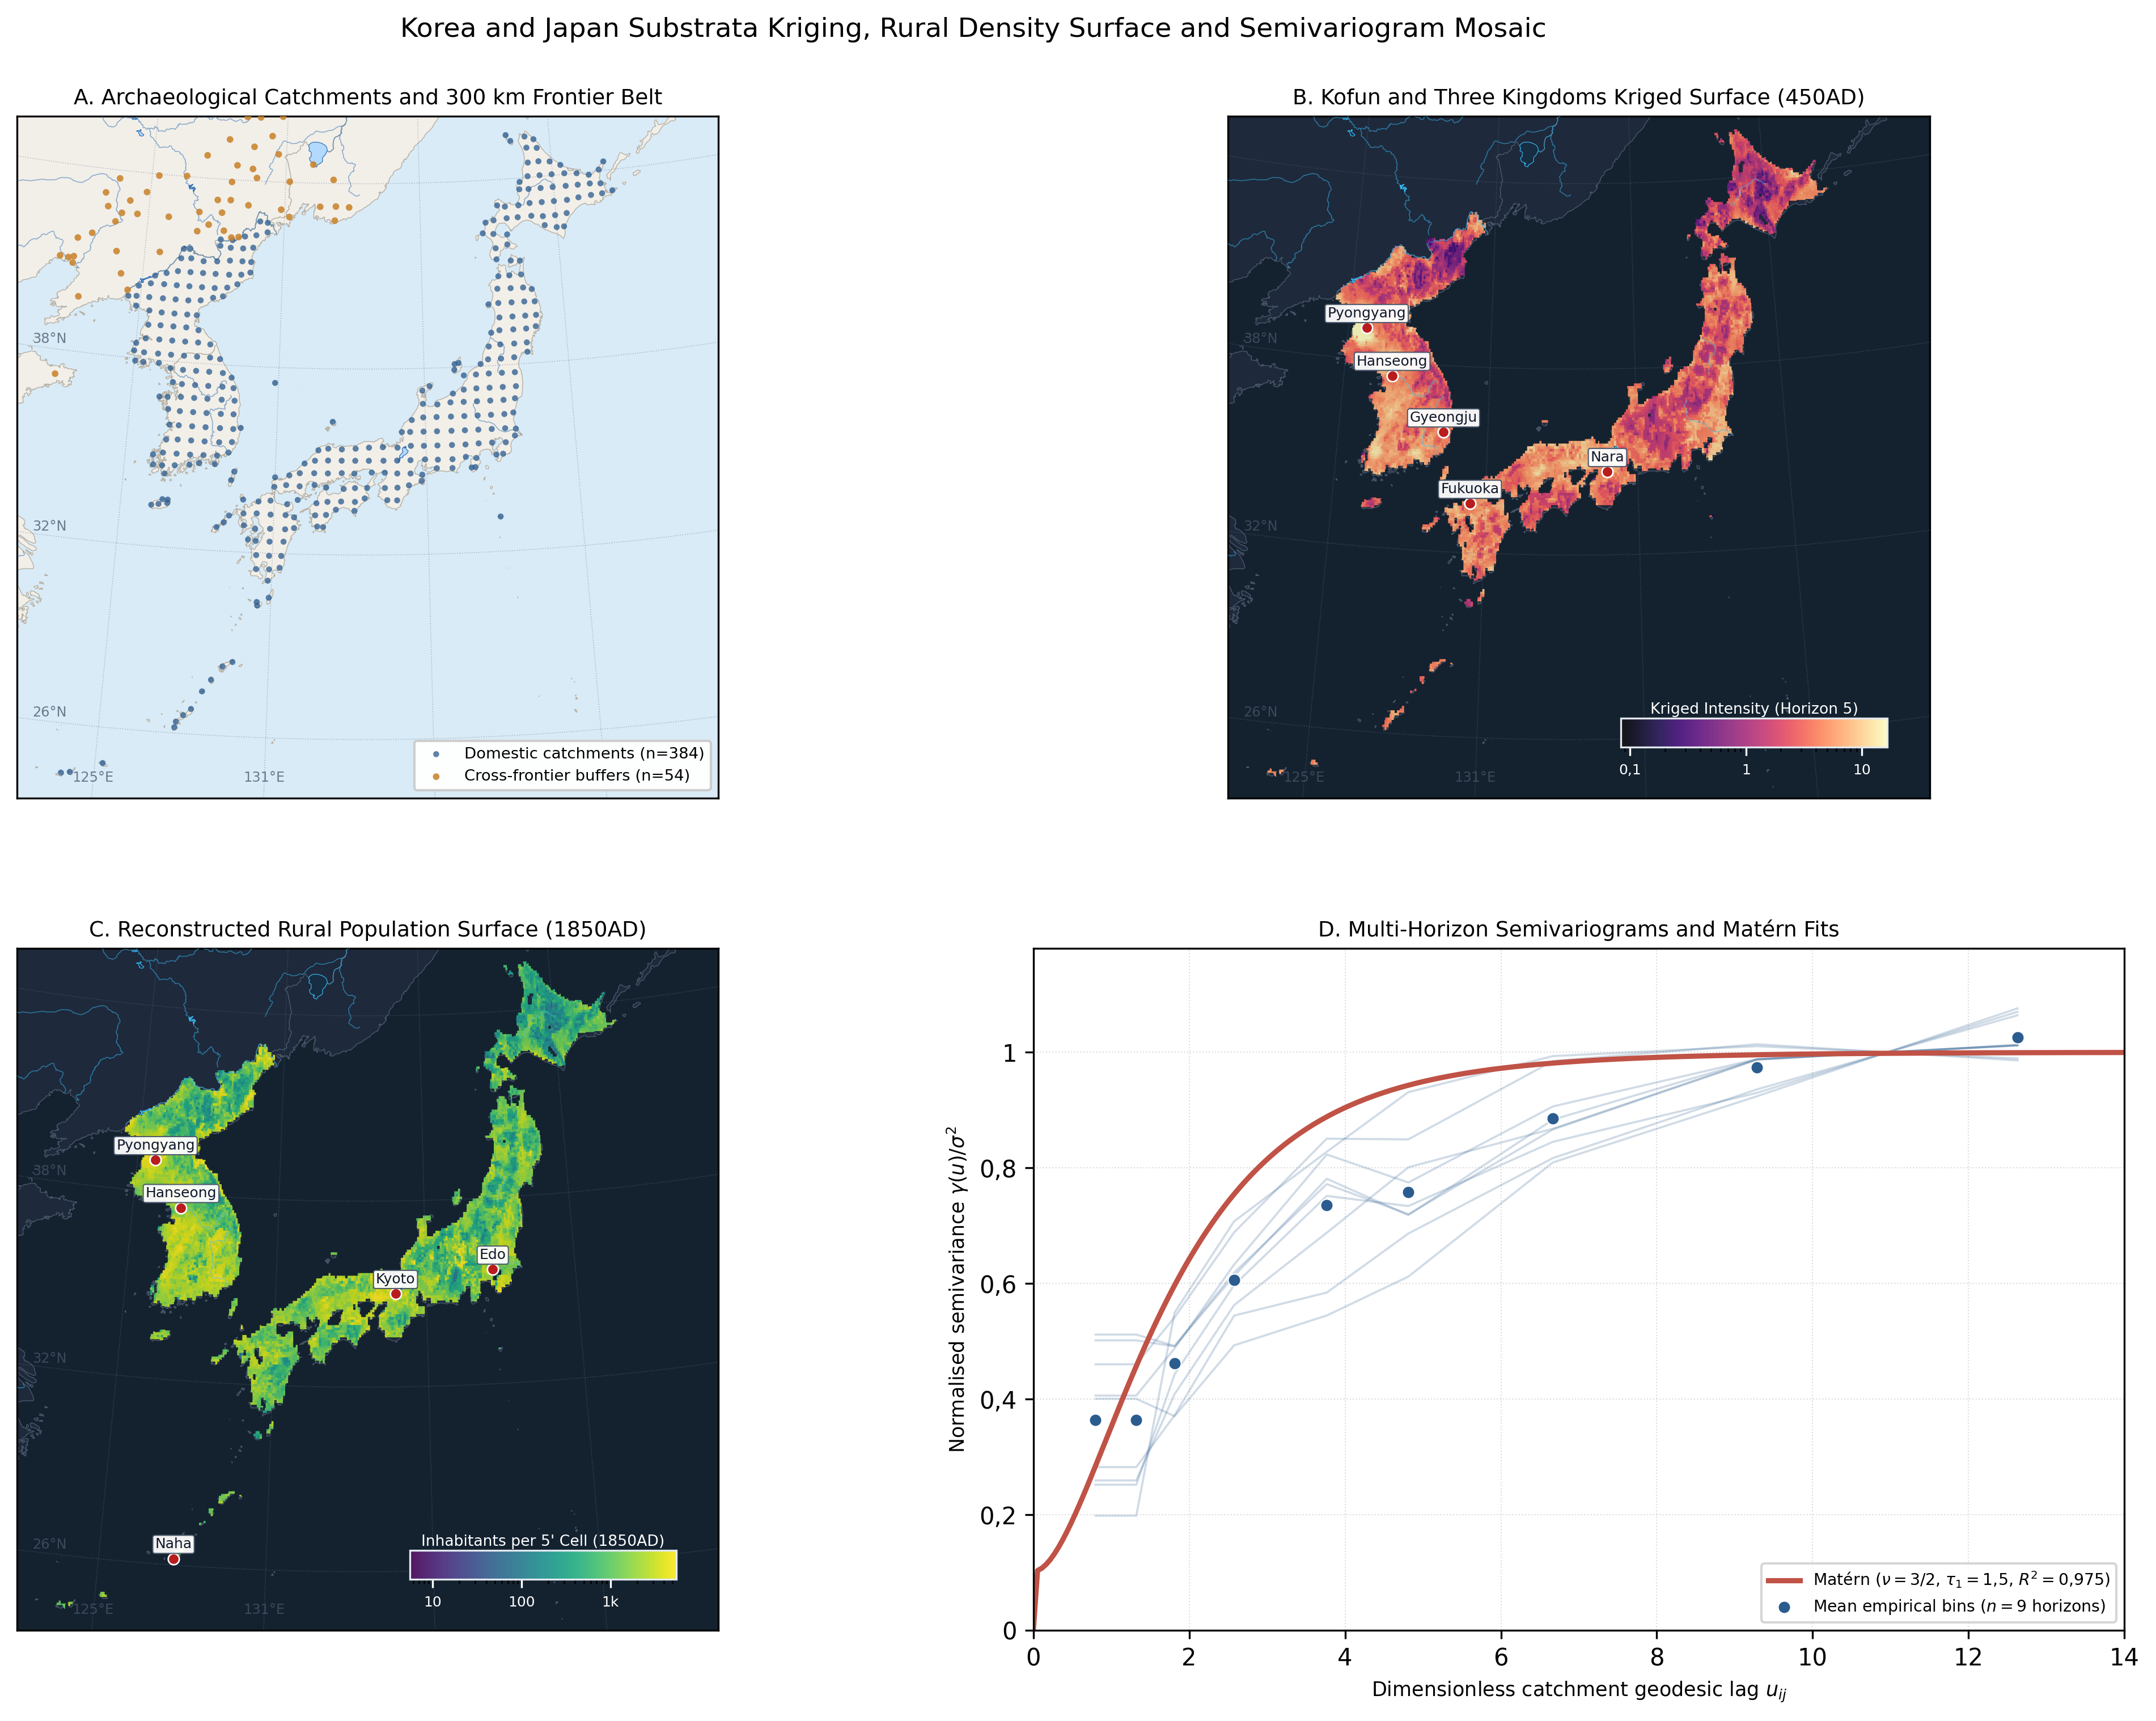 Korea and Japan Substrata Kriging, Rural Density Surface and Semivariogram Mosaic
A. Archaeological Catchments and 300 km Frontier Belt
38°N
32°N
26°N
125°E
131°E
Domestic catchments (n=384)
Cross-frontier buffers (n=54)
B. Kofun and Three Kingdoms Kriged Surface (450AD)
Pyongyang
38°N
Hanseong
Gyeongju
Nara
Fukuoka
32°N
26°N
125°E
131°E
Kriged Intensity (Horizon 5)
0,1
1
10
C. Reconstructed Rural Population Surface (1850AD)
Pyongyang
38°N
Hanseong
Edo
Kyoto
32°N
Naha
26°N
125°E
131°E
Inhabitants per 5' Cell (1850AD)
10
100
1k
D. Multi-Horizon Semivariograms and Matérn Fits
Normalised semivariance γ(u)/σ²
1
0,8
0,6
0,4
0,2
0
0
2
4
6
8
10
12
14
Dimensionless catchment geodesic lag u_ij
Matérn (ν = 3/2, τ₁ = 1,5, R² = 0,975)
Mean empirical bins (n = 9 horizons)